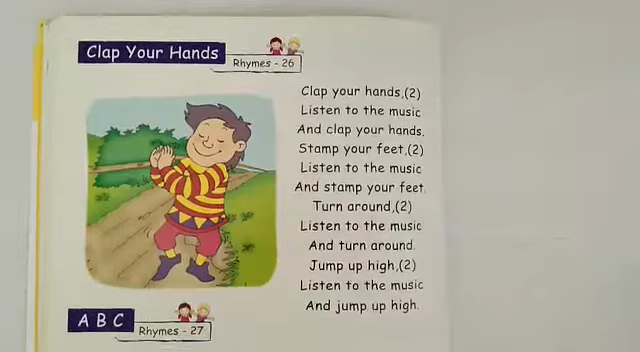 Clap Your Hands
Rhymes - 26
Clap your hands,(2)
Listen to the music
And clap your hands.
Stamp your feet,(2)
Listen to the music
And stamp your feet.
Turn around,(2)
Listen to the music
And turn around.
Jump up high,(2)
Listen to the music
And jump up high.
A B C
Rhymes - 27